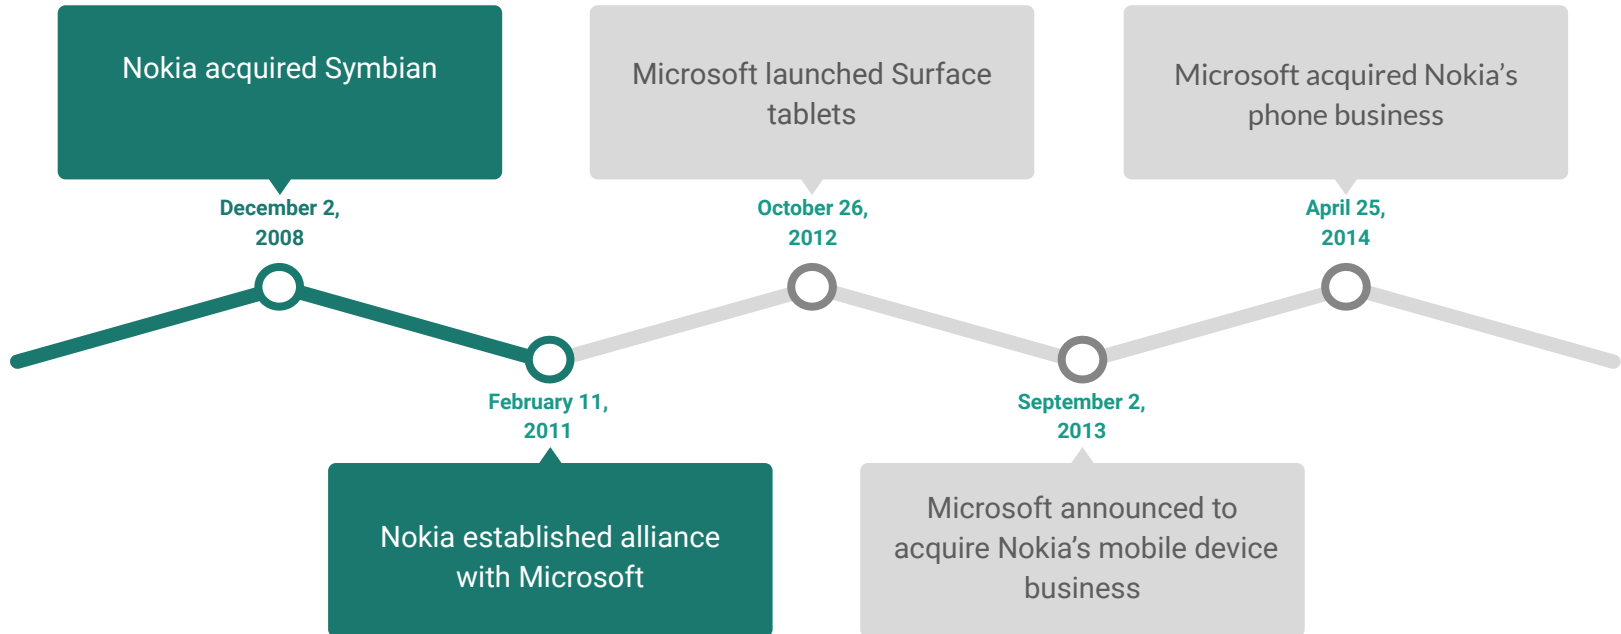 Nokia acquired Symbian
December 2,
2008
February 11,
2011
Nokia established alliance
with Microsoft
Microsoft launched Surface
tablets
October 26,
2012
September 2,
2013
Microsoft announced to
acquire Nokia’s mobile device
business
Microsoft acquired Nokia’s
phone business
April 25,
2014